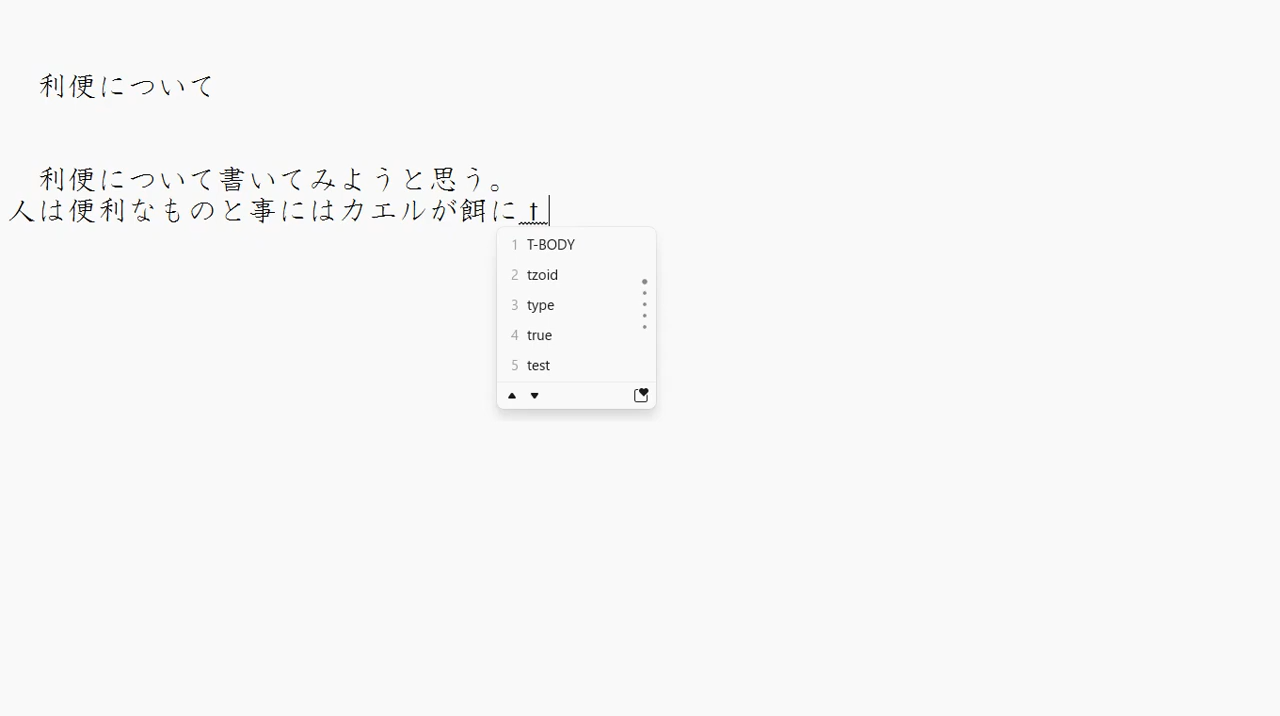 利便について
利便について書いてみようと思う。
人は便利なものと事にはカエルが餌にt
1 T-BODY
2 tzoid
3 type
4 true
5 test